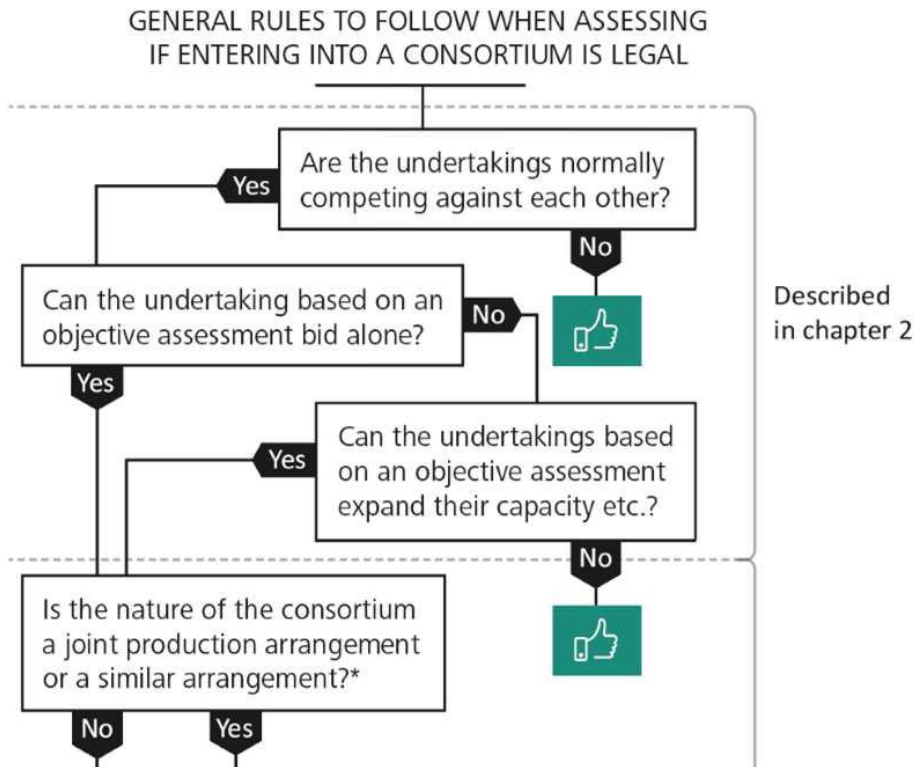 GENERAL RULES TO FOLLOW WHEN ASSESSING
IF ENTERING INTO A CONSORTIUM IS LEGAL
Are the undertakings normally
competing against each other?
Yes
No
Can the undertaking based on an
objective assessment bid alone?
No
Yes
Described
in chapter 2
Can the undertakings based
on an objective assessment
expand their capacity etc.?
Yes
No
Is the nature of the consortium
a joint production arrangement
or a similar arrangement?*
No
Yes